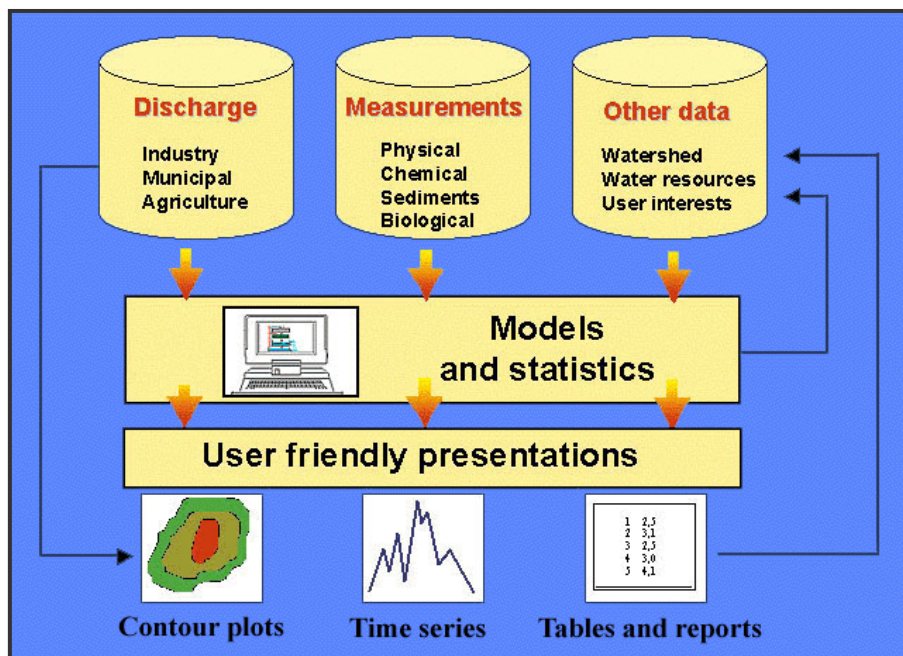 Discharge
Industry
Municipal
Agriculture
Measurements
Physical
Chemical
Sediments
Biological
Other data
Watershed
Water resources
User interests
Models
and statistics
User friendly presentations
1 2,5
2 3,1
3 2,5
4 3,0
5 4,1
Contour plots
Time series
Tables and reports